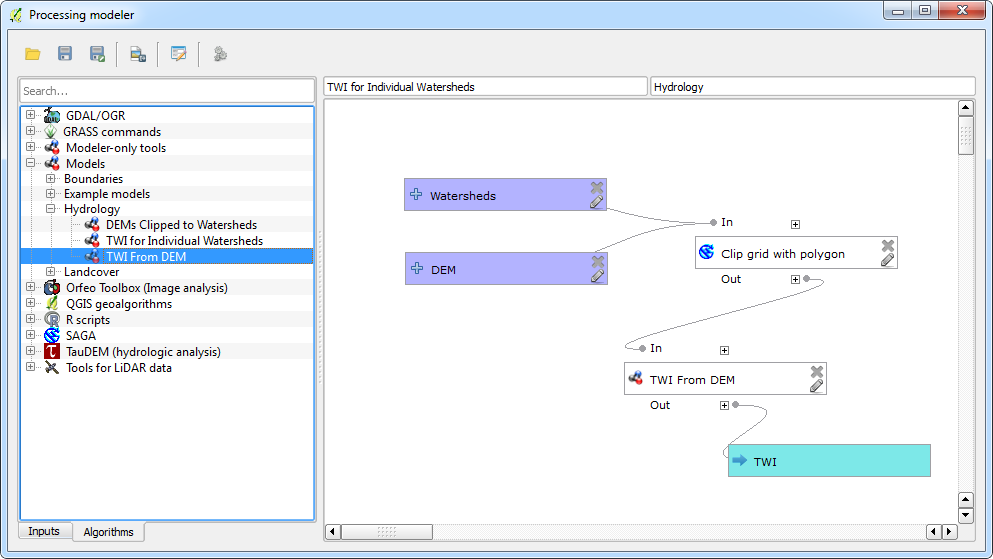 Processing modeler
Search...
GDAL/OGR
GRASS commands
Modeler-only tools
Models
Boundaries
Example models
Hydrology
DEMs Clipped to Watersheds
TWI for Individual Watersheds
TWI From DEM
Landcover
Orfeo Toolbox (Image analysis)
QGIS geoalgorithms
R scripts
SAGA
TauDEM (hydrologic analysis)
Tools for LiDAR data
Inputs
Algorithms
TWI for Individual Watersheds
Hydrology
Watersheds
DEM
In
Clip grid with polygon
Out
In
TWI From DEM
Out
TWI